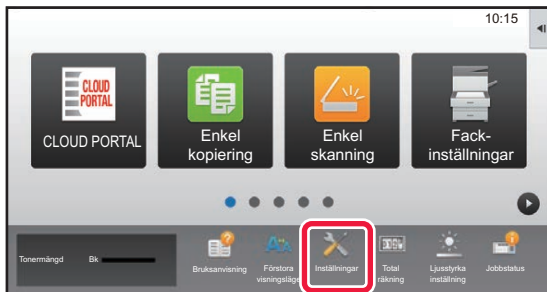 10:15
CLOUD
PORTAL
CLOUD PORTAL
Enkel
kopiering
Enkel
skanning
Fack-
inställningar
Tonermängd Bk
Bruksanvisning
Förstora
visningsläge
Inställningar
Total
räkning
Ljusstyrka
inställning
Jobbstatus